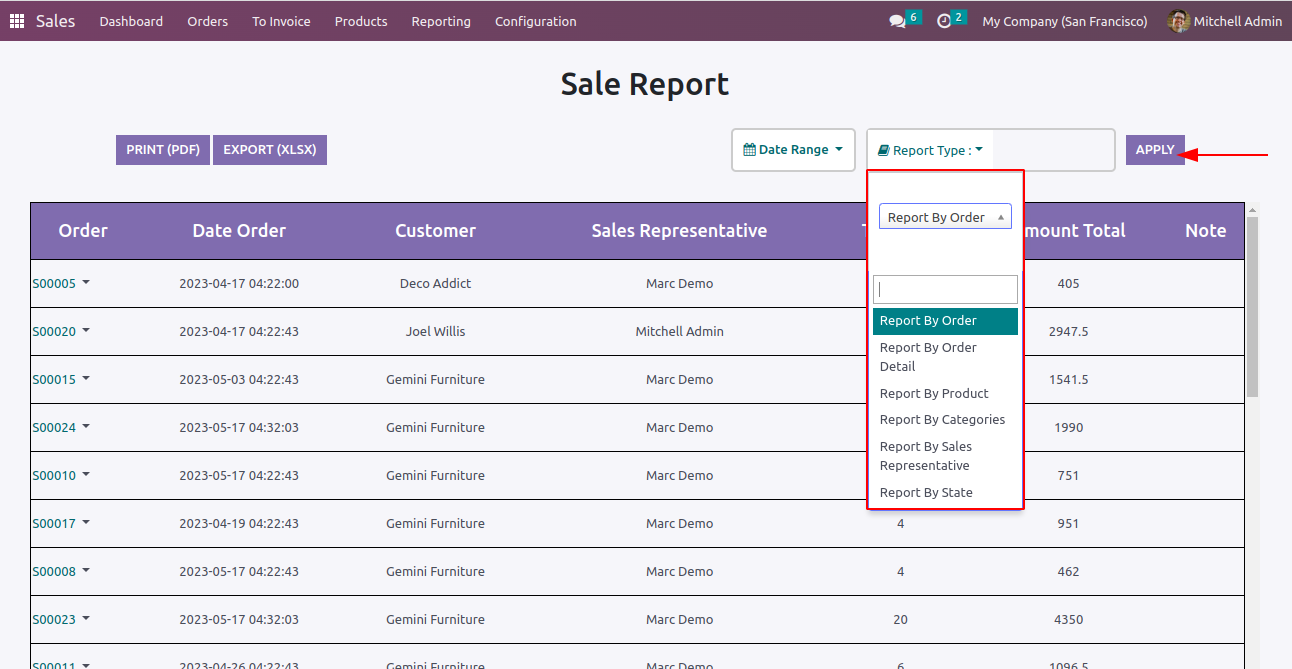 Sales Dashboard Orders To Invoice Products Reporting Configuration 6 2 My Company (San Francisco) Mitchell Admin
Sale Report
PRINT (PDF) EXPORT (XLSX) Date Range Report Type : APPLY
Report By Order
Report By Order
Report By Order
Detail
Report By Product
Report By Categories
Report By Sales
Representative
Report By State
Order Date Order Customer Sales Representative mount Total Note
S00005 2023-04-17 04:22:00 Deco Addict Marc Demo 405
S00020 2023-04-17 04:22:43 Joel Willis Mitchell Admin 2947.5
S00015 2023-05-03 04:22:43 Gemini Furniture Marc Demo 1541.5
S00024 2023-05-17 04:32:03 Gemini Furniture Marc Demo 1990
S00010 2023-05-17 04:22:43 Gemini Furniture Marc Demo 751
S00017 2023-04-19 04:22:43 Gemini Furniture Marc Demo 4 951
S00008 2023-05-17 04:22:43 Gemini Furniture Marc Demo 4 462
S00023 2023-05-17 04:32:03 Gemini Furniture Marc Demo 20 4350
S00011 2023-04-26 04:22:43 Gemini Furniture Marc Demo 6 1096.5